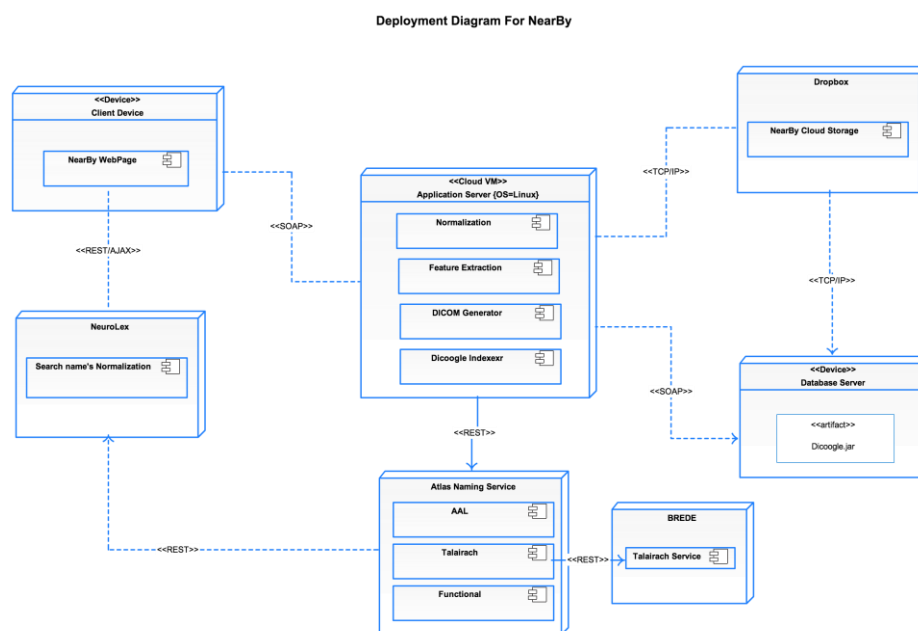 Deployment Diagram For NearBy
<<Device>>
Client Device
NearBy WebPage
<<REST/AJAX>>
NeuroLex
Search name's Normalization
<<SOAP>>
<<Cloud VM>>
Application Server {OS=Linux}
Normalization
Feature Extraction
DICOM Generator
Dicoogle Indexexr
<<TCP/IP>>
Dropbox
NearBy Cloud Storage
<<TCP/IP>>
<<SOAP>>
<<Device>>
Database Server
<<artifact>>
Dicoogle.jar
<<REST>>
Atlas Naming Service
AAL
Talairach
Functional
<<REST>>
<<REST>>
BREDE
Talairach Service